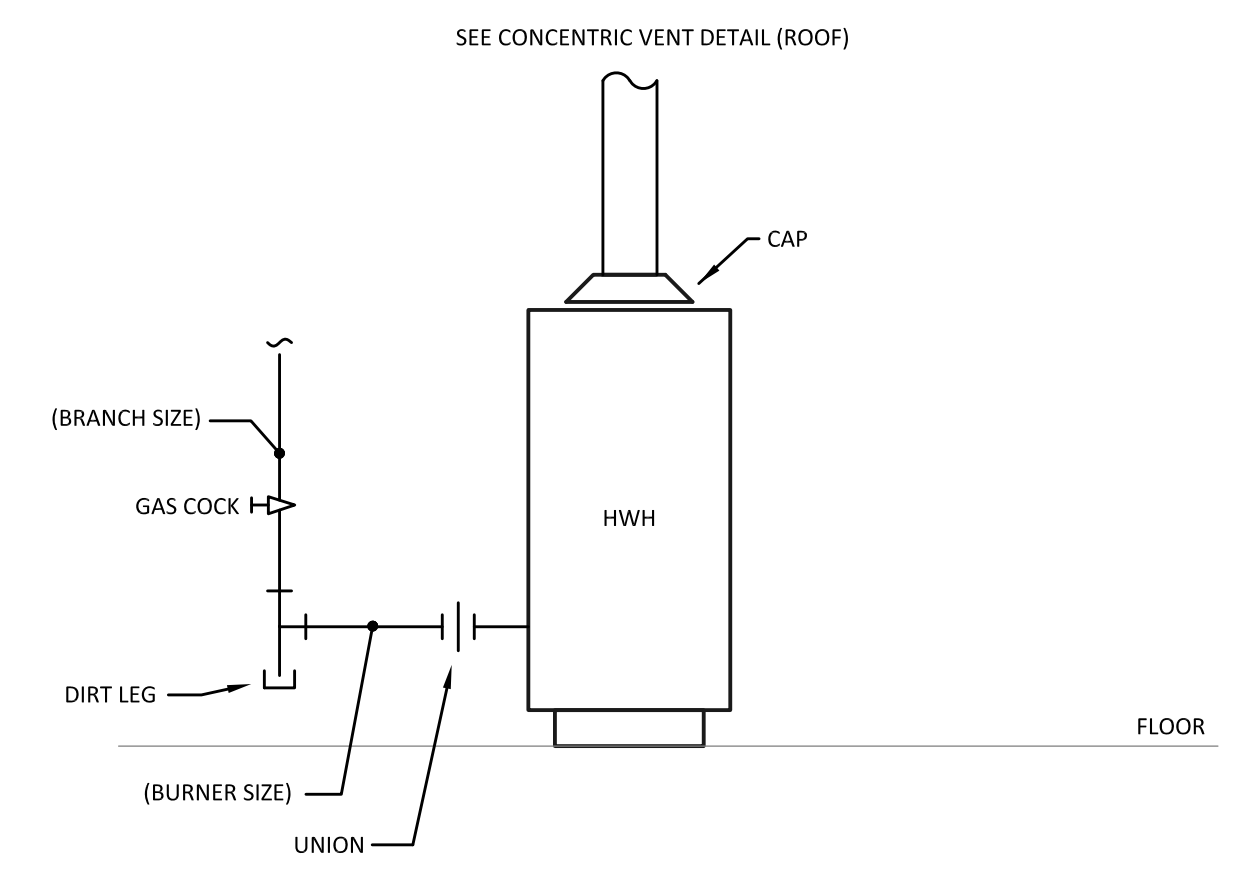 SEE CONCENTRIC VENT DETAIL (ROOF)
CAP
(BRANCH SIZE)
GAS COCK
HWH
DIRT LEG
FLOOR
(BURNER SIZE)
UNION